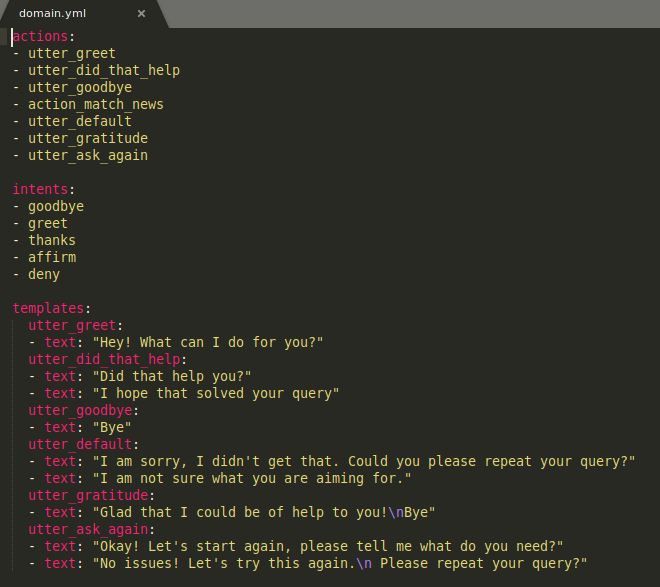 domain.yml ×
actions:
- utter_greet
- utter_did_that_help
- utter_goodbye
- action_match_news
- utter_default
- utter_gratitude
- utter_ask_again
intents:
- goodbye
- greet
- thanks
- affirm
- deny
templates:
utter_greet:
- text: "Hey! What can I do for you?"
utter_did_that_help:
- text: "Did that help you?"
- text: "I hope that solved your query"
utter_goodbye:
- text: "Bye"
utter_default:
- text: "I am sorry, I didn't get that. Could you please repeat your query?"
- text: "I am not sure what you are aiming for."
utter_gratitude:
- text: "Glad that I could be of help to you!\nBye"
utter_ask_again:
- text: "Okay! Let's start again, please tell me what do you need?"
- text: "No issues! Let's try this again.\n Please repeat your query?"